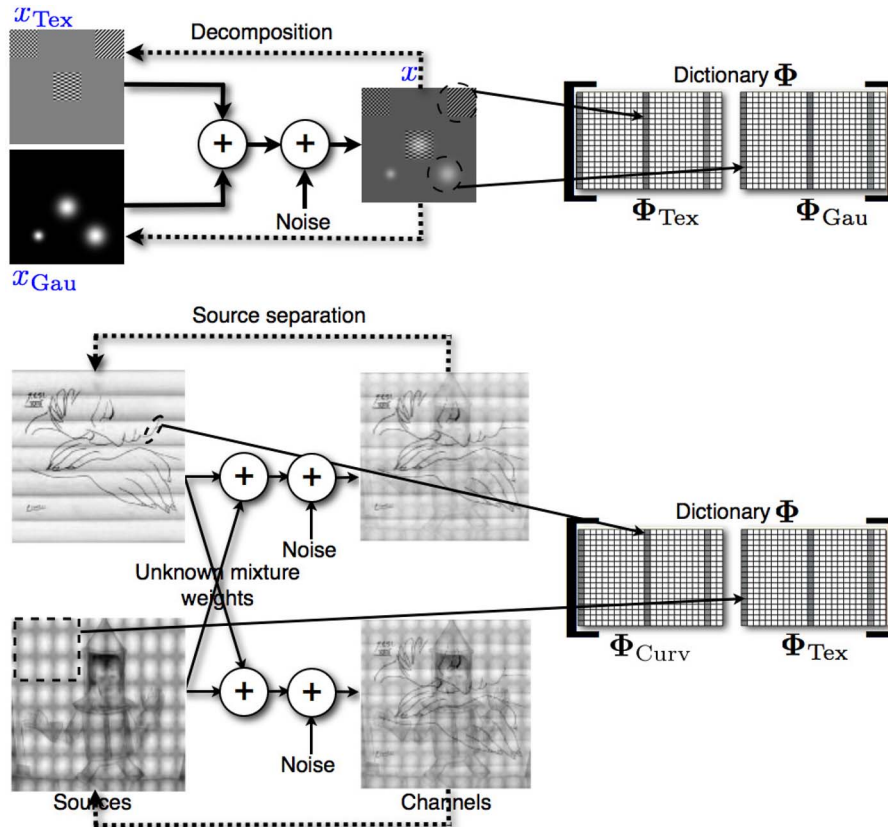 x_Tex
Decomposition
x
Dictionary Φ
+
+
Noise
Φ_Tex
Φ_Gau
x_Gau
Source separation
+
+
Dictionary Φ
Noise
Unknown mixture
weights
Φ_Curv
Φ_Tex
+
+
Noise
Sources
Channels